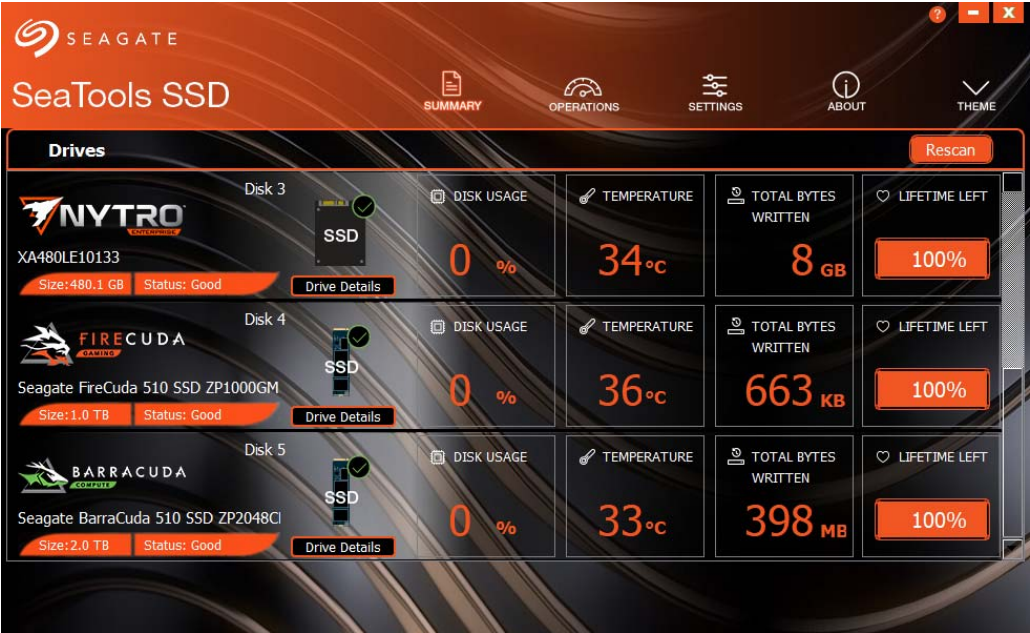 ? - X
SEAGATE
SeaTools SSD
SUMMARY
OPERATIONS
SETTINGS
ABOUT
THEME
Drives
Rescan
NYTRO
ENTERPRISE
Disk 3
SSD
XA480LE10133
Size:480.1 GB Status: Good
Drive Details
DISK USAGE
0 %
TEMPERATURE
34 °C
TOTAL BYTES
WRITTEN
8 GB
LIFETIME LEFT
100%
FIRECUDA
GAMING
Disk 4
SSD
Seagate FireCuda 510 SSD ZP1000GM
Size:1.0 TB Status: Good
Drive Details
DISK USAGE
0 %
TEMPERATURE
36 °C
TOTAL BYTES
WRITTEN
663 KB
LIFETIME LEFT
100%
BARRACUDA
COMPUTE
Disk 5
SSD
Seagate BarraCuda 510 SSD ZP2048CI
Size:2.0 TB Status: Good
Drive Details
DISK USAGE
0 %
TEMPERATURE
33 °C
TOTAL BYTES
WRITTEN
398 MB
LIFETIME LEFT
100%